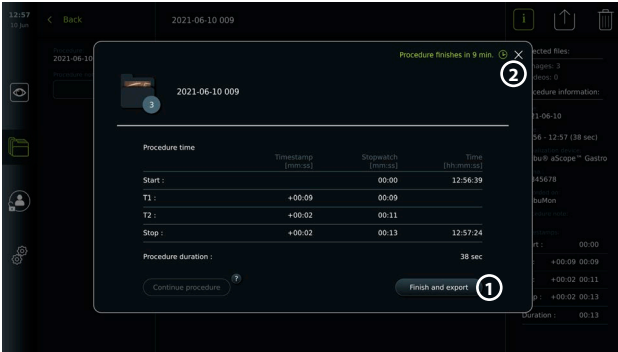 12:57
10 Jun
Back
2021-06-10 009
i
Procedure
2021-06-10
Procedure finishes in 9 min.
2
3
2021-06-10 009
Procedure time
Timestamp [mm:ss]
Stopwatch [mm:ss]
Time [hh:mm:ss]
Start : 00:00 12:56:39
T1 : +00:09 00:09
T2 : +00:02 00:11
Stop : +00:02 00:13 12:57:24
Procedure duration : 38 sec
Continue procedure ?
Finish and export 1
ected files:
ages: 3
deos: 0
cedure information:
21-06-10
56 - 12:57 (38 sec)
bu® aScope™ Gastro
345678
buMon
rt : 00:00
+00:09 00:09
+00:02 00:11
p : +00:02 00:13
Duration : 00:13